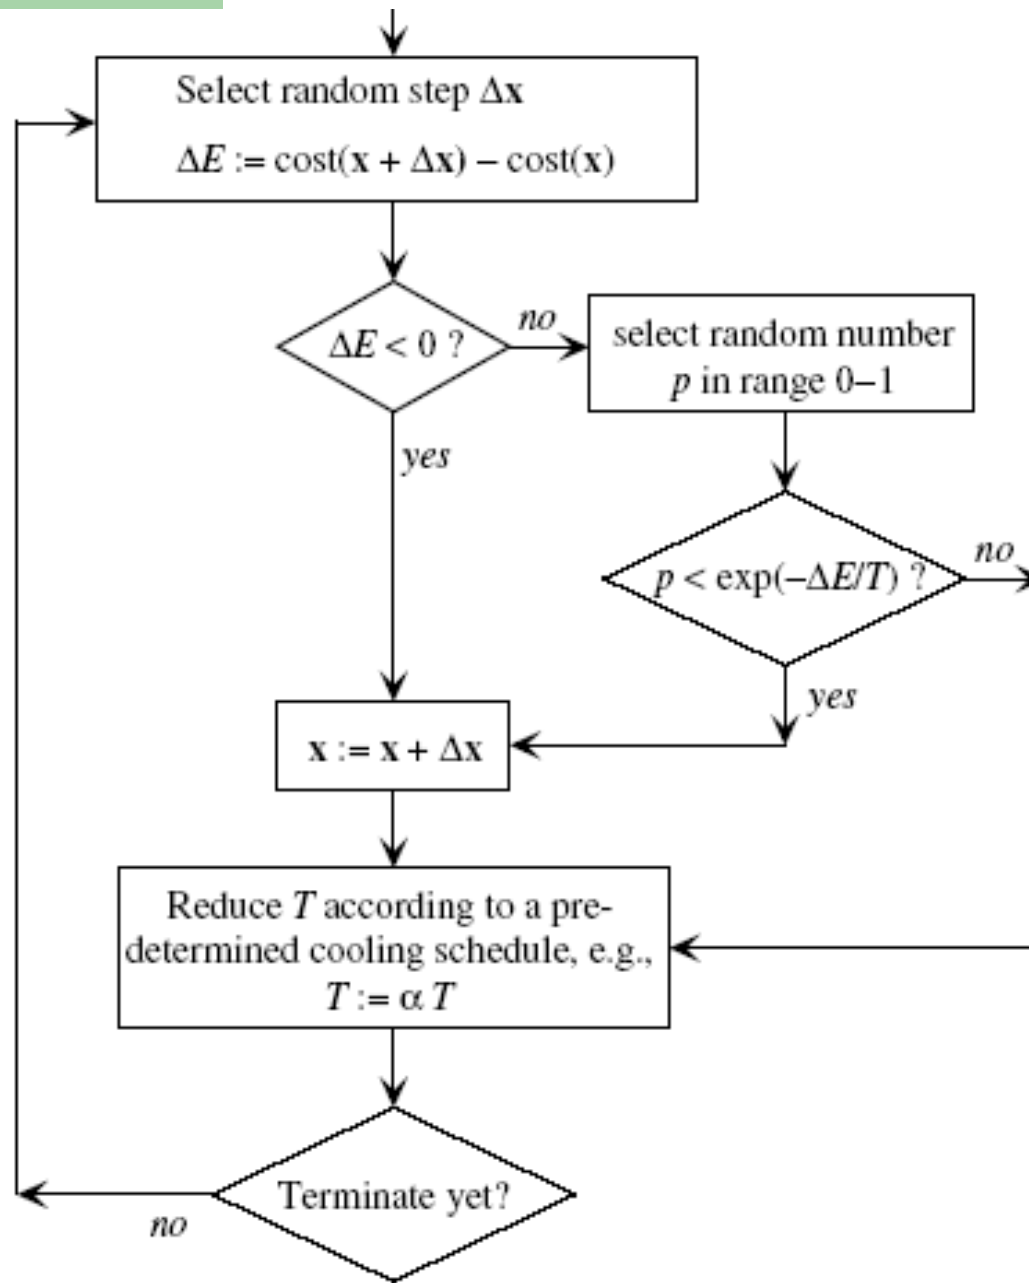 Select random step Δx
ΔE := cost(x + Δx) – cost(x)
ΔE < 0 ?
no
select random number
p in range 0–1
yes
p < exp(–ΔE/T) ?
no
yes
x := x + Δx
Reduce T according to a pre-
determined cooling schedule, e.g.,
T := α T
Terminate yet?
no